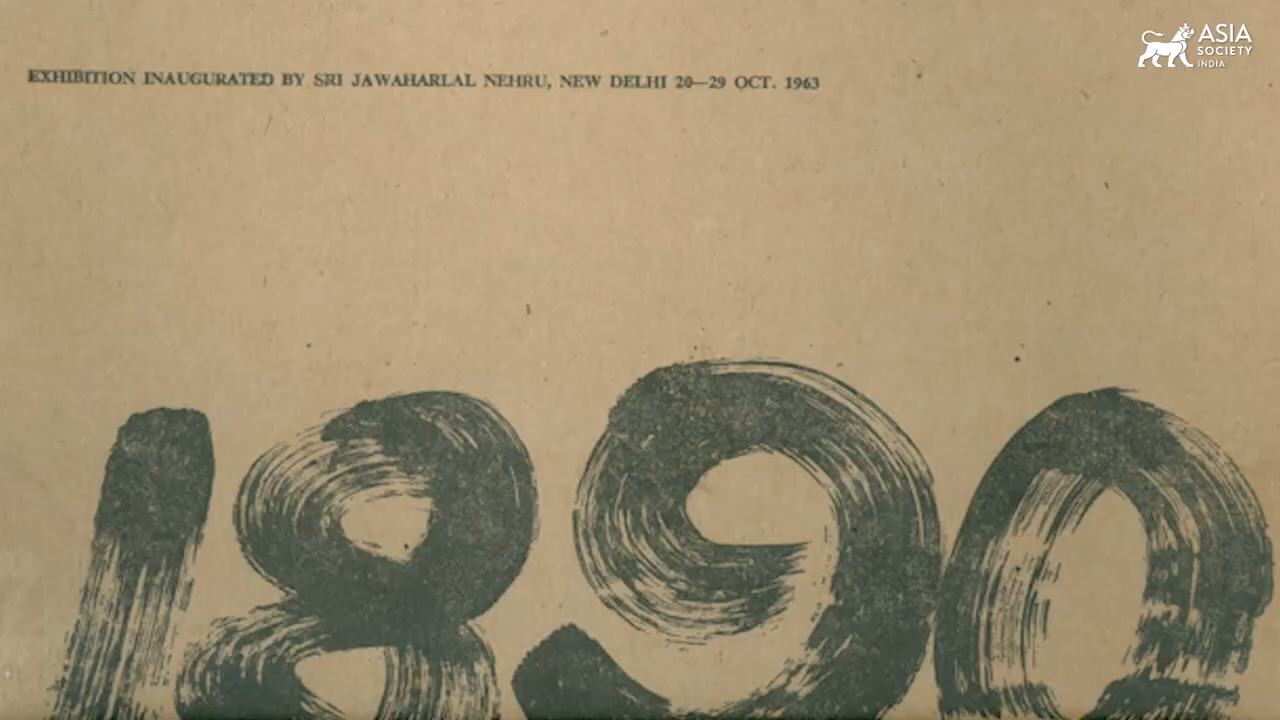 ASIA
SOCIETY
INDIA
EXHIBITION INAUGURATED BY SRI JAWAHARLAL NEHRU, NEW DELHI 20—29 OCT. 1963
1890